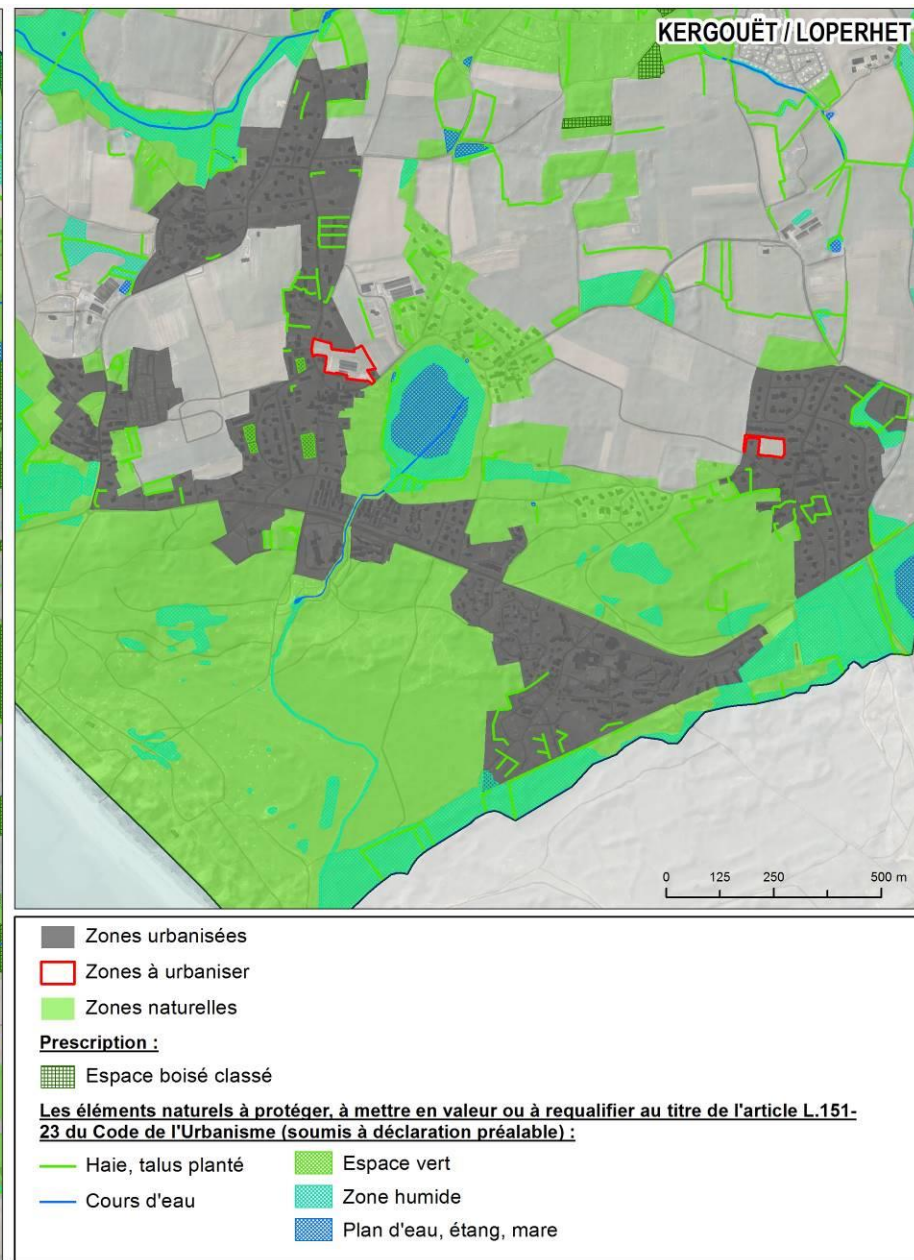 KERGOUËT / LOPERHET
0 125 250 500 m
Zones urbanisées
Zones à urbaniser
Zones naturelles
Prescription :
Espace boisé classé
Les éléments naturels à protéger, à mettre en valeur ou à requalifier au titre de l'article L.151-
23 du Code de l'Urbanisme (soumis à déclaration préalable) :
Haie, talus planté
Espace vert
Cours d'eau
Zone humide
Plan d'eau, étang, mare